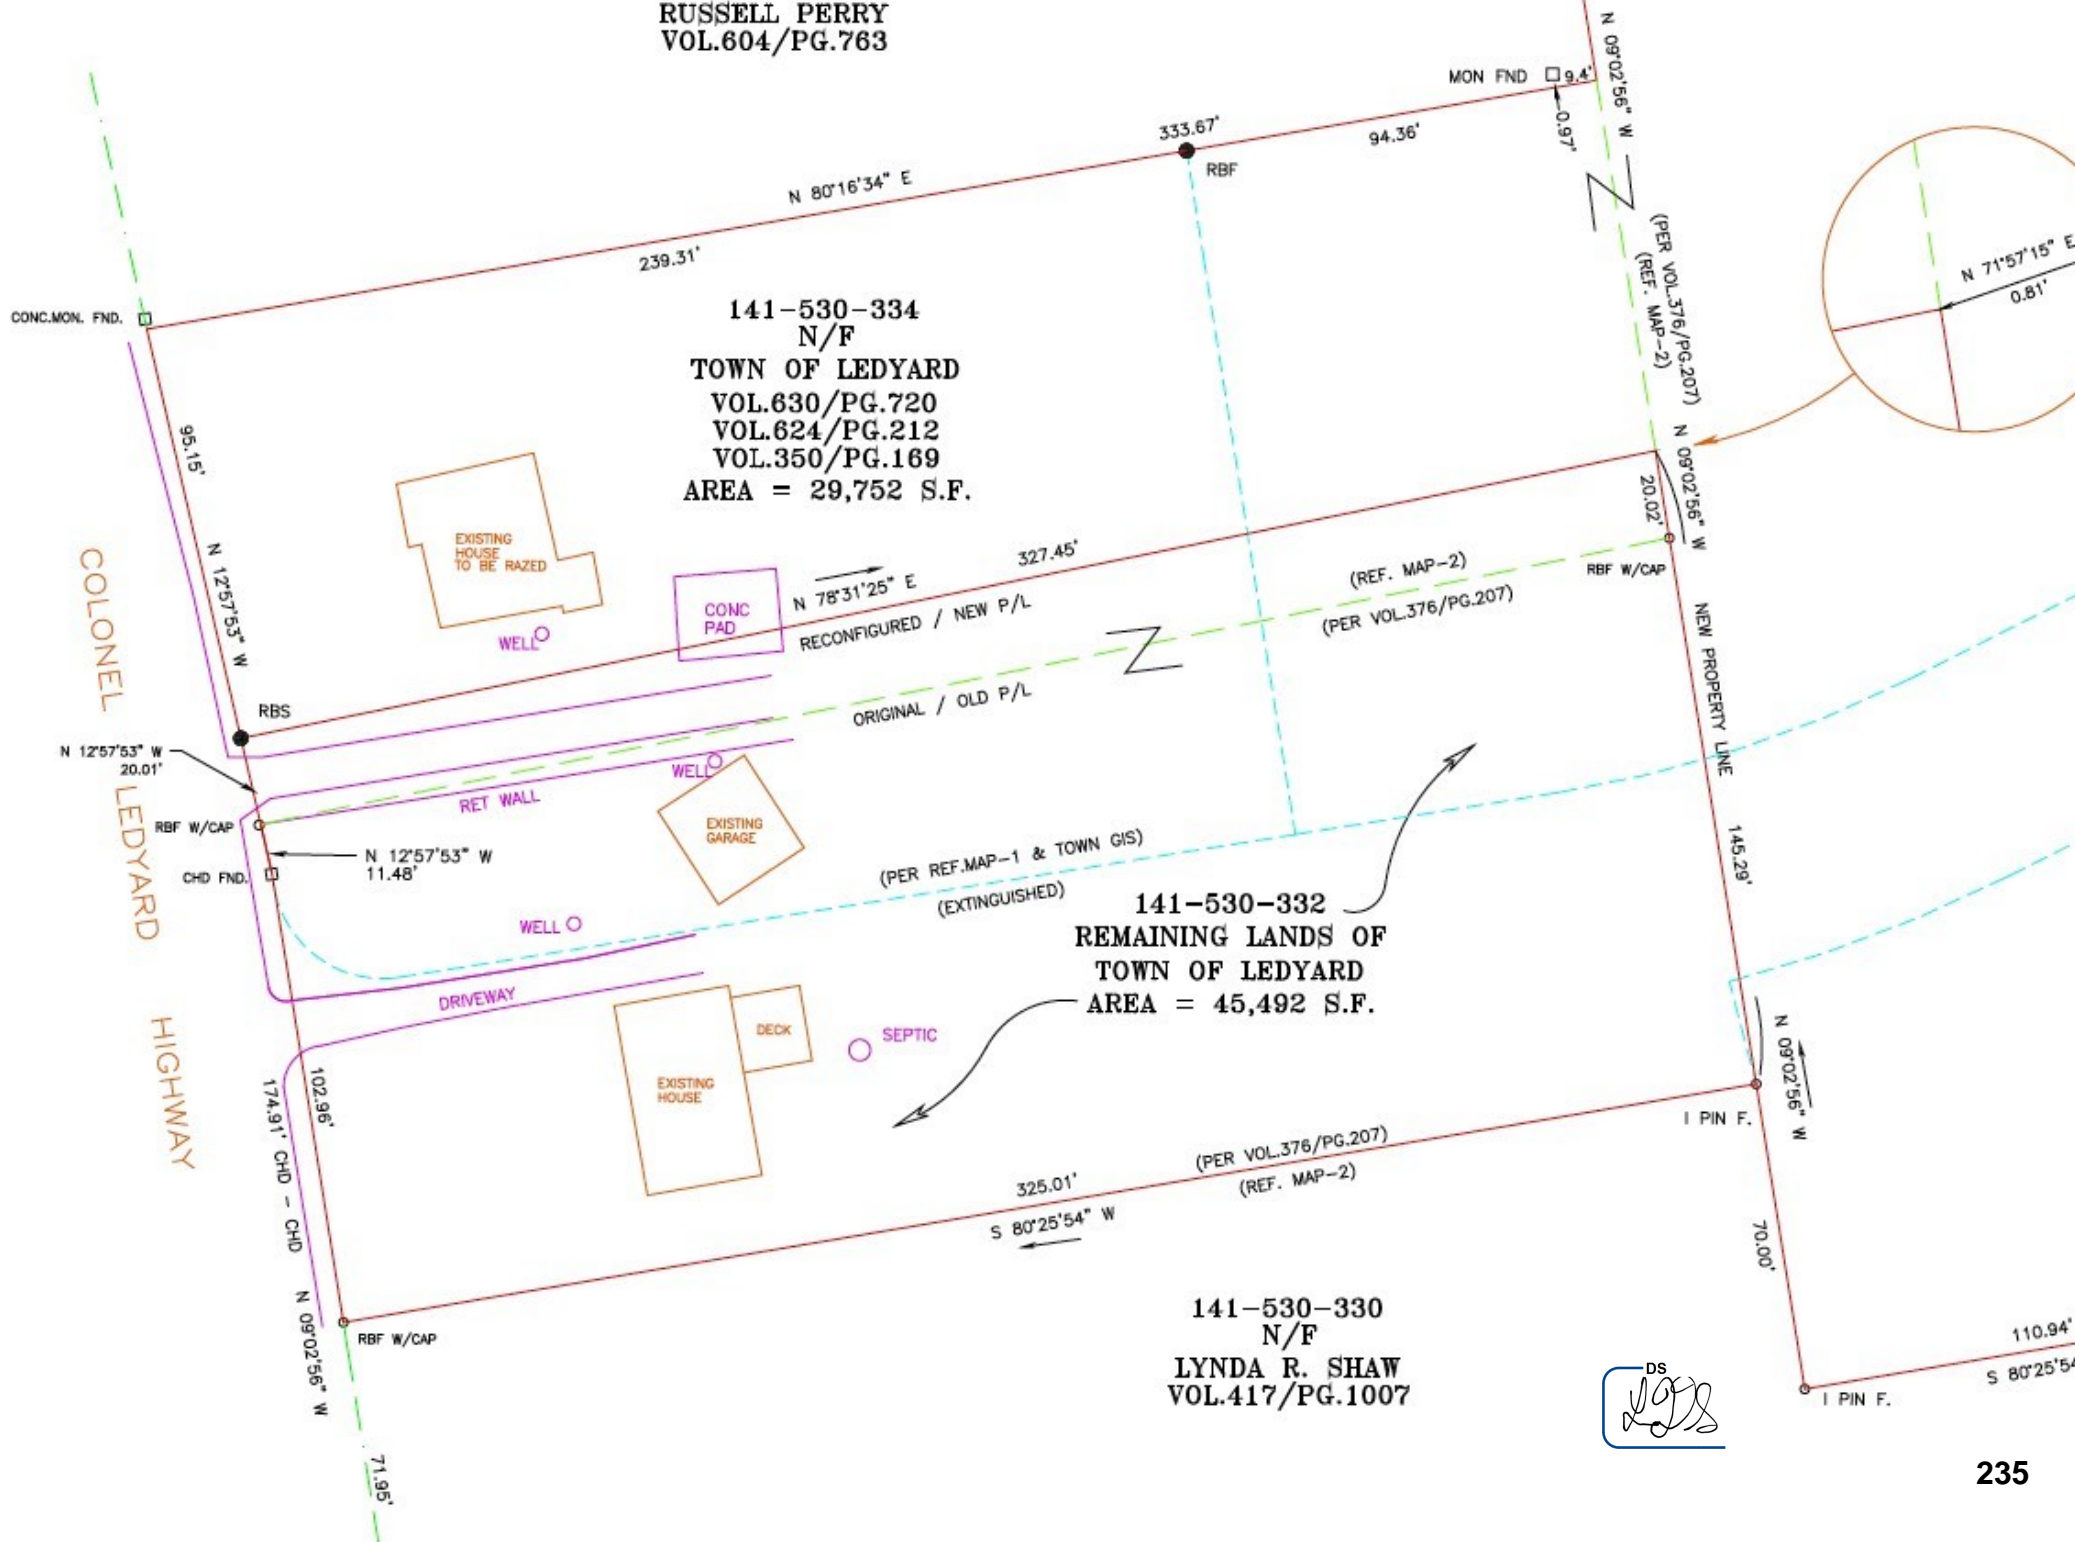 RUSSELL PERRY
VOL.604/PG.763
MON FND
9.4'
N 09°02'56" W
0.97'
333.67'
94.36'
RBF
N 80°16'34" E
239.31'
(PER VOL.376/PG.207)
(REF. MAP-2)
N 71°57'15" E
0.81'
CONC.MON. FND.
141-530-334
N/F
TOWN OF LEDYARD
VOL.630/PG.720
VOL.624/PG.212
VOL.350/PG.169
AREA = 29,752 S.F.
95.15'
N 12°57'53" W
EXISTING
HOUSE
TO BE RAZED
WELL
CONC
PAD
N 78°31'25" E
327.45'
RECONFIGURED / NEW P/L
(REF. MAP-2)
(PER VOL.376/PG.207)
20.02'
N 09°02'56" W
RBF W/CAP
NEW PROPERTY LINE
COLONEL LEDYARD HIGHWAY
RBS
N 12°57'53" W
20.01'
ORIGINAL / OLD P/L
WELL
RET WALL
RBF W/CAP
EXISTING
GARAGE
N 12°57'53" W
11.48'
CHD FND.
(PER REF.MAP-1 & TOWN GIS)
(EXTINGUISHED)
145.29'
WELL
141-530-332
REMAINING LANDS OF
TOWN OF LEDYARD
AREA = 45,492 S.F.
DRIVEWAY
DECK
SEPTIC
EXISTING
HOUSE
102.96'
174.91' CHD - CHD
N 09°02'56" W
N 09°02'56" W
I PIN F.
(PER VOL.376/PG.207)
(REF. MAP-2)
325.01'
S 80°25'54" W
70.00'
RBF W/CAP
141-530-330
N/F
LYNDA R. SHAW
VOL.417/PG.1007
110.94'
S 80°25'54
I PIN F.
DS
71.95'
235